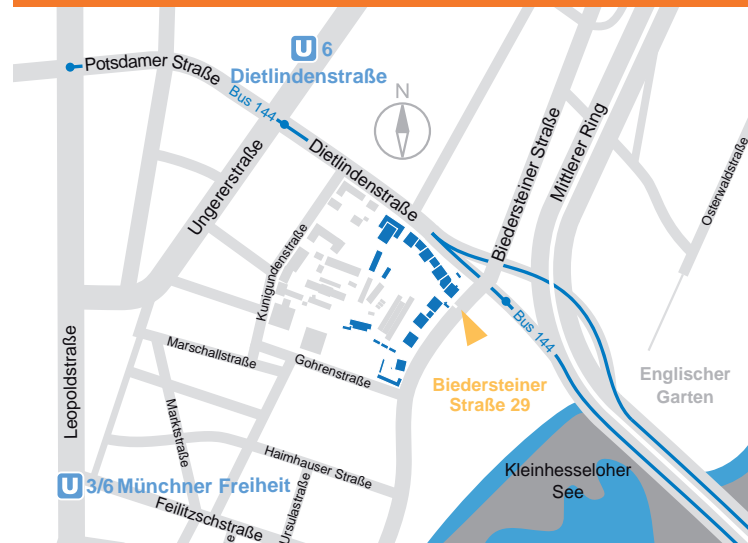 U 6
Dietlindenstraße
Potsdamer Straße
Bus 144
N
Dietlindenstraße
Ungererstraße
Biedersteiner Straße
Mittlerer Ring
Osterwaldstraße
Kunigundenstraße
Leopoldstraße
Marschallstraße
Gohrenstraße
Bus 144
Biedersteiner
Straße 29
Englischer
Garten
Marktstraße
Haimhauser Straße
Kleinhesseloher
See
U 3/6 Münchner Freiheit
Feilitzschstraße
Ursulastraße